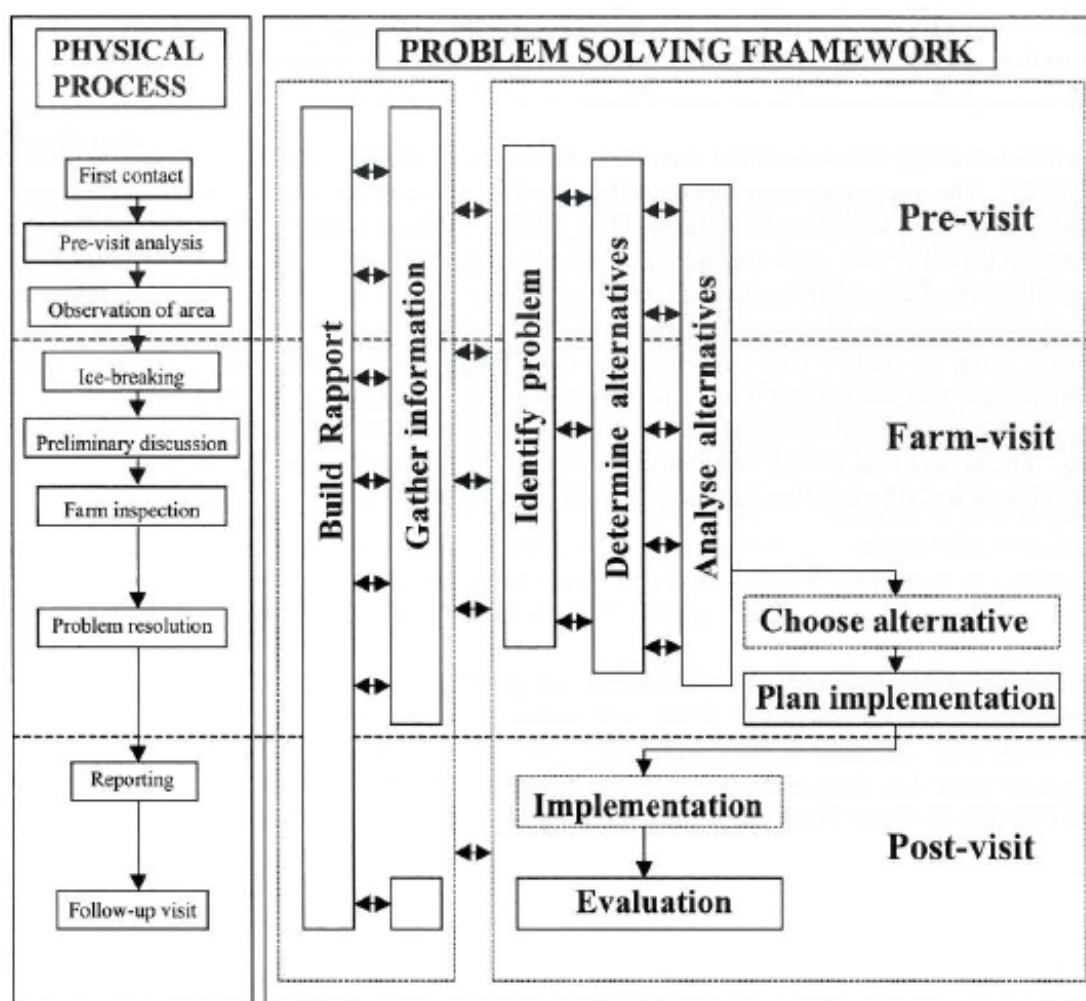 PHYSICAL
PROCESS
First contact
Pre-visit analysis
Observation of area
Ice-breaking
Preliminary discussion
Farm inspection
Problem resolution
Reporting
Follow-up visit
PROBLEM SOLVING FRAMEWORK
Build Rapport
Gather information
Identify problem
Determine alternatives
Analyse alternatives
Pre-visit
Farm-visit
Choose alternative
Plan implementation
Implementation
Evaluation
Post-visit